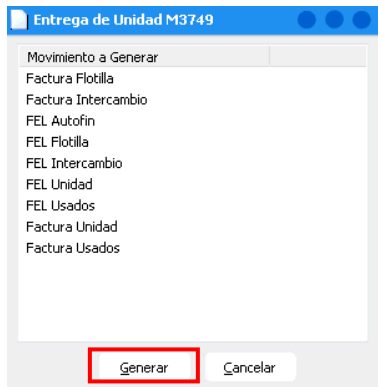 Entrega de Unidad M3749
Movimiento a Generar
Factura Flotilla
Factura Intercambio
FEL Autofin
FEL Flotilla
FEL Intercambio
FEL Unidad
FEL Usados
Factura Unidad
Factura Usados
Generar Cancelar